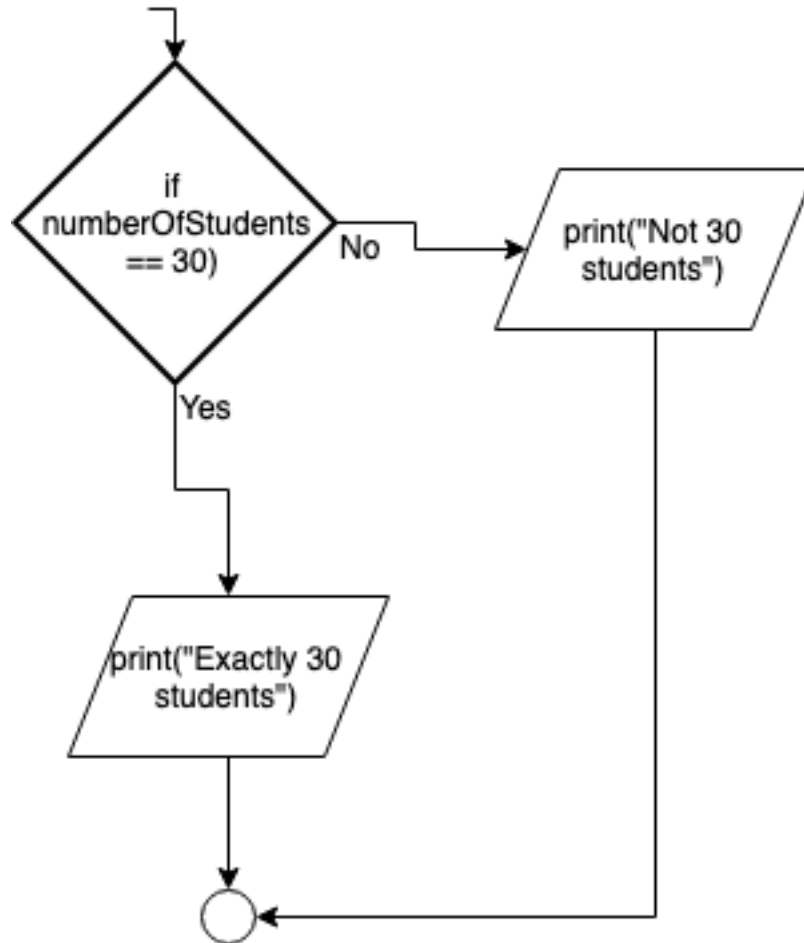 if
numberOfStudents
== 30)
No
print("Not 30
students")
Yes
print("Exactly 30
students")